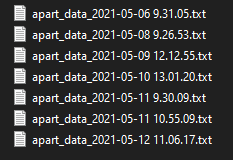 apart_data_2021-05-06 9.31.05.txt
apart_data_2021-05-08 9.26.53.txt
apart_data_2021-05-09 12.12.55.txt
apart_data_2021-05-10 13.01.20.txt
apart_data_2021-05-11 9.30.09.txt
apart_data_2021-05-11 10.55.09.txt
apart_data_2021-05-12 11.06.17.txt